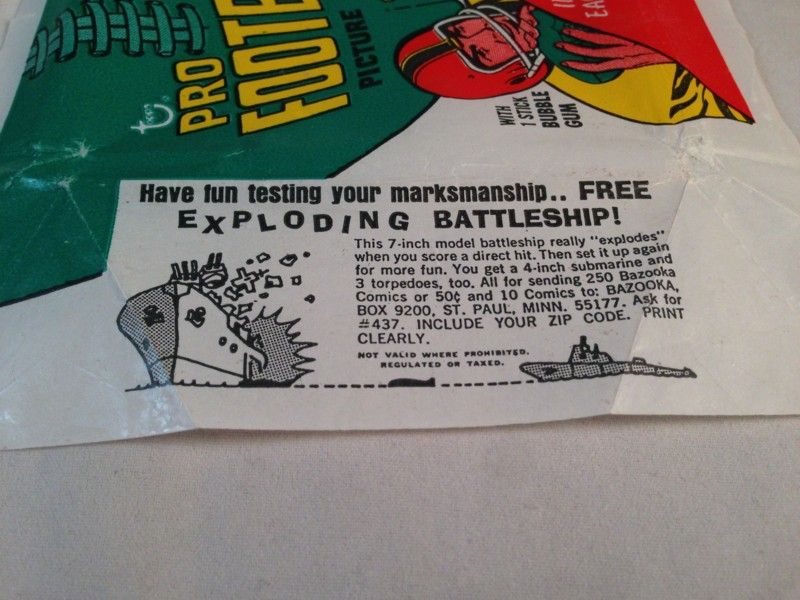 PRO
PICTURE
topps
WITH
1 STICK
BUBBLE
GUM
Have fun testing your marksmanship.. FREE
EXPLODING BATTLESHIP!
This 7-inch model battleship really "explodes"
when you score a direct hit. Then set it up again
for more fun. You get a 4-inch submarine and
3 torpedoes, too. All for sending 250 Bazooka
Comics or 50¢ and 10 Comics to: BAZOOKA,
BOX 9200, ST. PAUL, MINN. 55177. Ask for
#437. INCLUDE YOUR ZIP CODE. PRINT
CLEARLY.
NOT VALID WHERE PROHIBITED.
REGULATED OR TAXED.